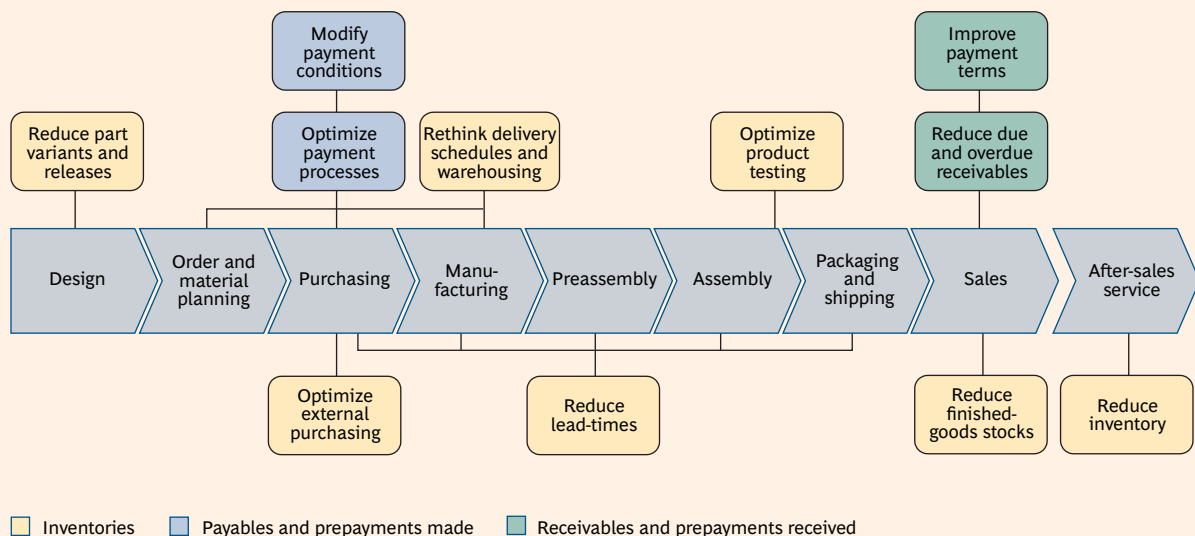 Modify
payment
conditions
Improve
payment
terms
Reduce part
variants and
releases
Optimize
payment
processes
Rethink delivery
schedules and
warehousing
Optimize
product
testing
Reduce due
and overdue
receivables
Design
Order and
material
planning
Purchasing
Manu-
facturing
Preassembly
Assembly
Packaging
and
shipping
Sales
After-sales
service
Optimize
external
purchasing
Reduce
lead-times
Reduce
finished-
goods stocks
Reduce
inventory
Inventories
Payables and prepayments made
Receivables and prepayments received